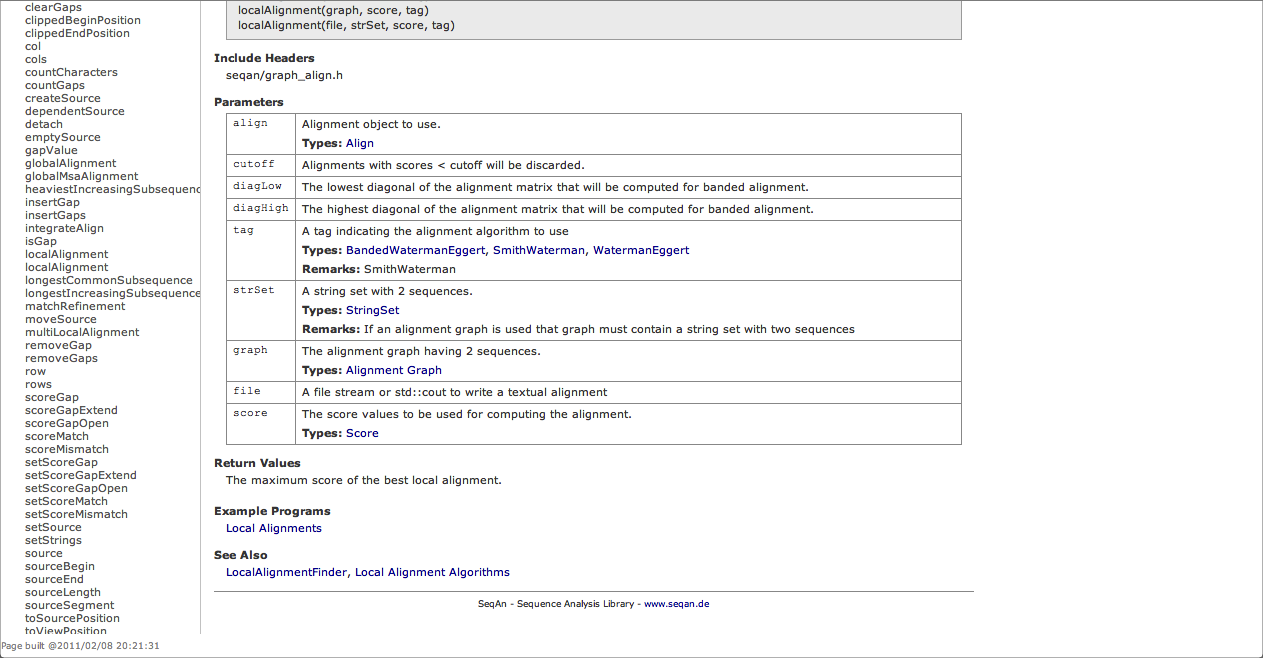 clearGaps
clippedBeginPosition
clippedEndPosition
col
cols
countCharacters
countGaps
createSource
dependentSource
detach
emptySource
gapValue
globalAlignment
globalMsaAlignment
heaviestIncreasingSubsequenc
insertGap
insertGaps
integrateAlign
isGap
localAlignment
localAlignment
longestCommonSubsequence
longestIncreasingSubsequence
matchRefinement
moveSource
multiLocalAlignment
removeGap
removeGaps
row
rows
scoreGap
scoreGapExtend
scoreGapOpen
scoreMatch
scoreMismatch
setScoreGap
setScoreGapExtend
setScoreGapOpen
setScoreMatch
setScoreMismatch
setSource
setStrings
source
sourceBegin
sourceEnd
sourceLength
sourceSegment
toSourcePosition
toViewPosition
localAlignment(graph, score, tag)
localAlignment(file, strSet, score, tag)
Include Headers
seqan/graph_align.h
Parameters
align
Alignment object to use.
Types: Align
cutoff
Alignments with scores < cutoff will be discarded.
diagLow
The lowest diagonal of the alignment matrix that will be computed for banded alignment.
diagHigh
The highest diagonal of the alignment matrix that will be computed for banded alignment.
tag
A tag indicating the alignment algorithm to use
Types: BandedWatermanEggert, SmithWaterman, WatermanEggert
Remarks: SmithWaterman
strSet
A string set with 2 sequences.
Types: StringSet
Remarks: If an alignment graph is used that graph must contain a string set with two sequences
graph
The alignment graph having 2 sequences.
Types: Alignment Graph
file
A file stream or std::cout to write a textual alignment
score
The score values to be used for computing the alignment.
Types: Score
Return Values
The maximum score of the best local alignment.
Example Programs
Local Alignments
See Also
LocalAlignmentFinder, Local Alignment Algorithms
SeqAn - Sequence Analysis Library - www.seqan.de
Page built @2011/02/08 20:21:31